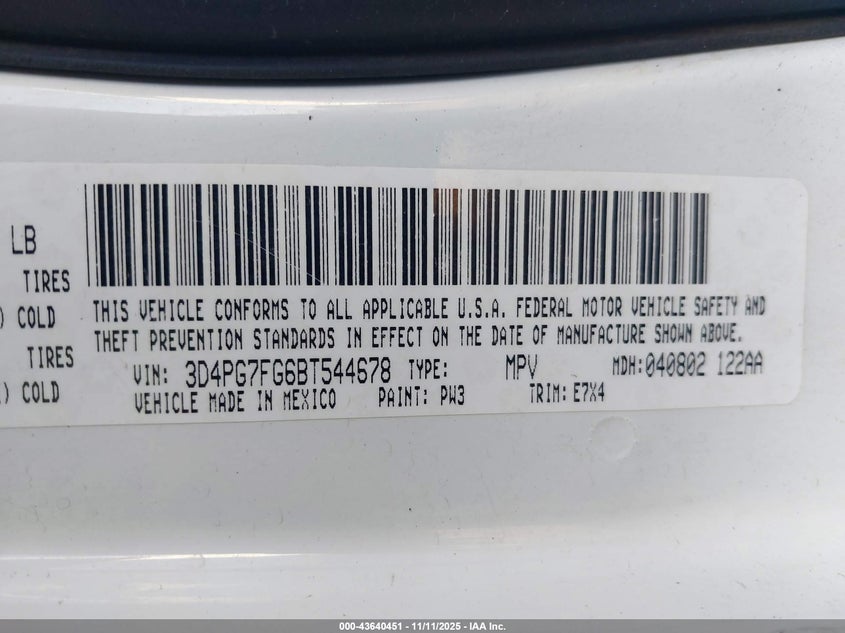 LB
TIRES
) COLD
TIRES
) COLD
THIS VEHICLE CONFORMS TO ALL APPLICABLE U.S.A. FEDERAL MOTOR VEHICLE SAFETY AND
THEFT PREVENTION STANDARDS IN EFFECT ON THE DATE OF MANUFACTURE SHOWN ABOVE.
VIN: 3D4PG7FG6BT544678 TYPE: MPV MDH:040802 122AA
VEHICLE MADE IN MEXICO PAINT: PW3 TRIM: E7X4
000-43640451 - 11/11/2025 - IAA Inc.